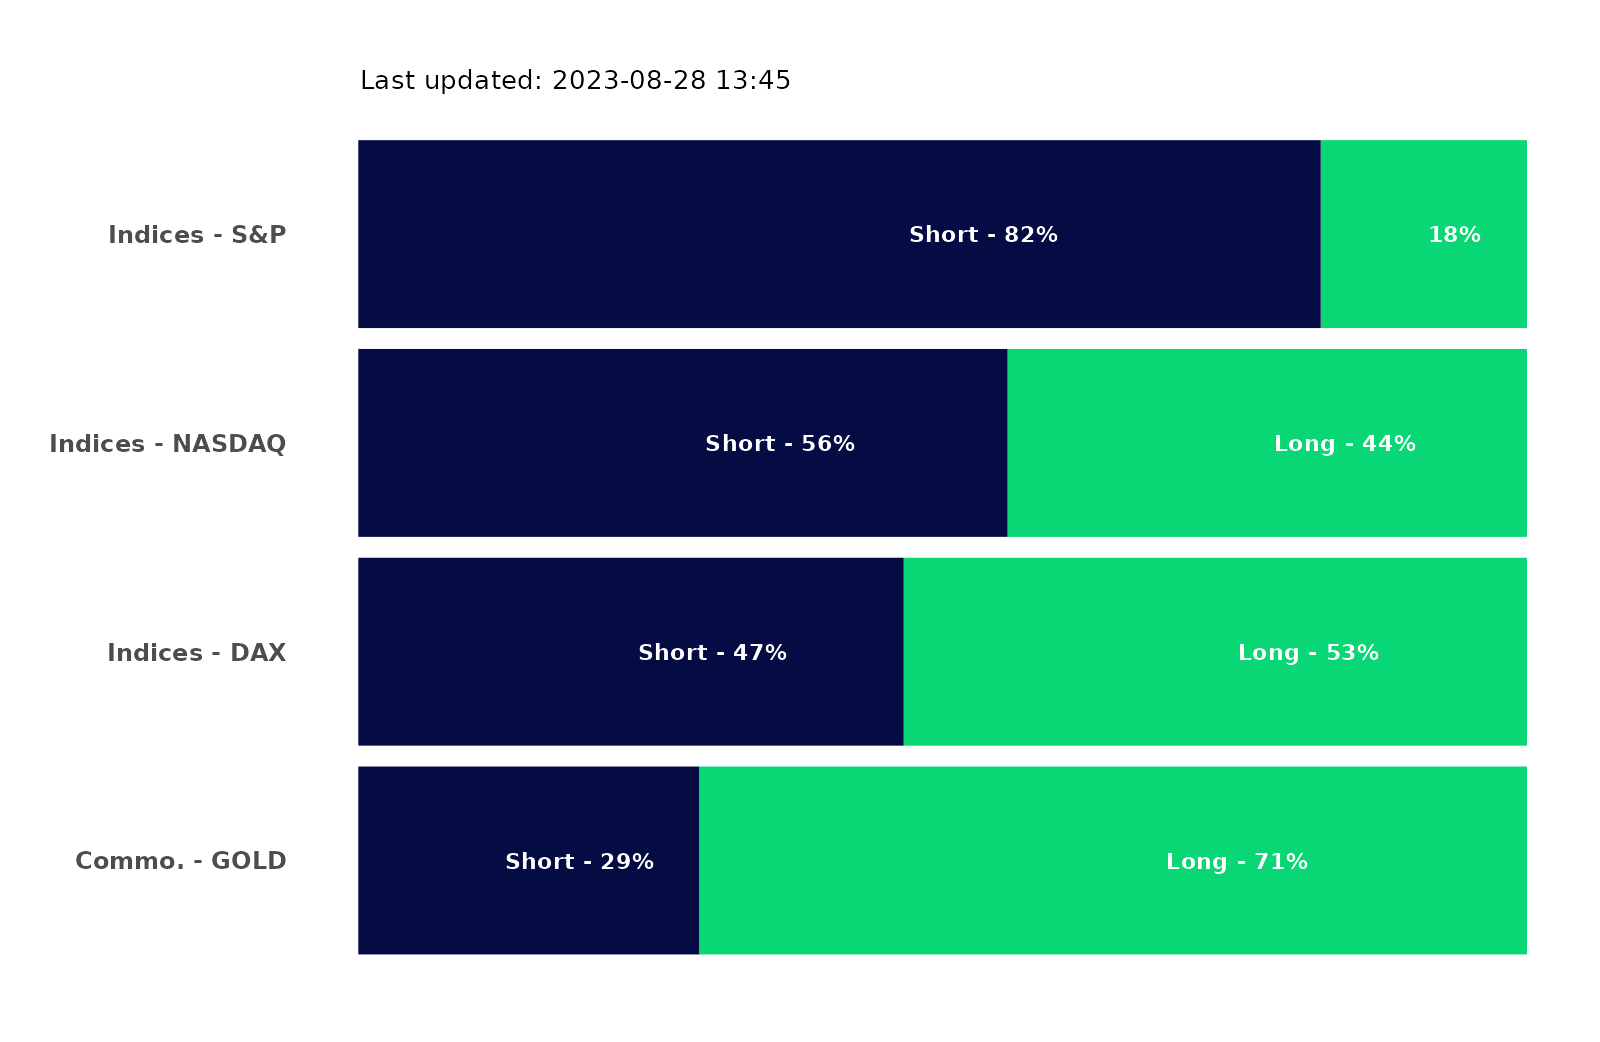 Last updated: 2023-08-28 13:45
Indices - S&P Short - 82% 18%
Indices - NASDAQ Short - 56% Long - 44%
Indices - DAX Short - 47% Long - 53%
Commo. - GOLD Short - 29% Long - 71%